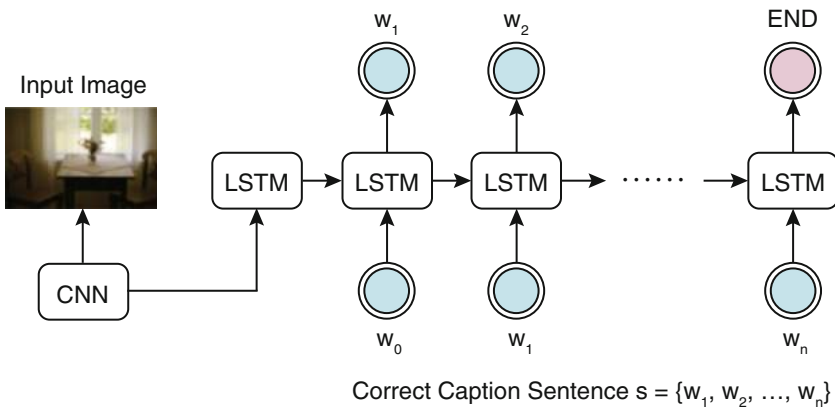 w₁ w₂ END
Input Image
LSTM LSTM LSTM ...... LSTM
CNN
w₀ w₁ wₙ
Correct Caption Sentence s = {w₁, w₂, ..., wₙ}